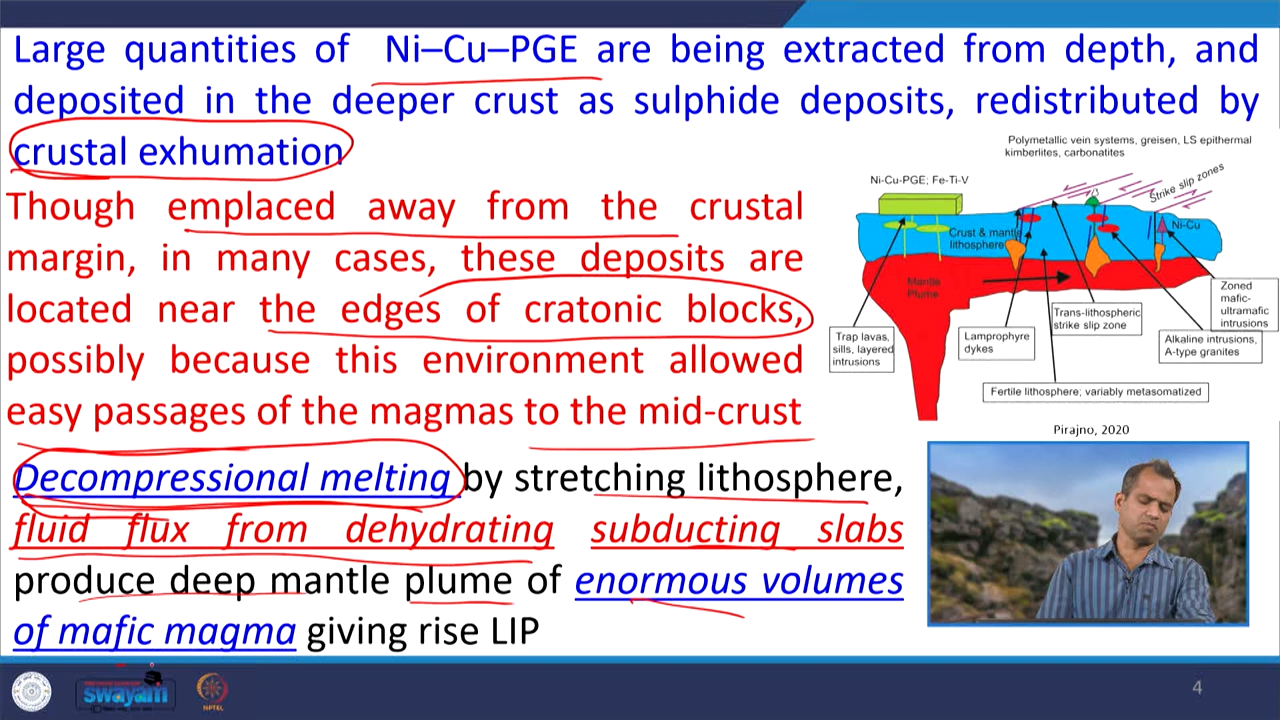 Large quantities of Ni–Cu–PGE are being extracted from depth, and
deposited in the deeper crust as sulphide deposits, redistributed by
crustal exhumation
Though emplaced away from the crustal
margin, in many cases, these deposits are
located near the edges of cratonic blocks,
possibly because this environment allowed
easy passages of the magmas to the mid-crust
Decompressional melting by stretching lithosphere,
fluid flux from dehydrating subducting slabs
produce deep mantle plume of enormous volumes
of mafic magma giving rise LIP
Polymetallic vein systems, greisen, LS epithermal
kimberlites, carbonatites
Ni-Cu-PGE; Fe-Ti-V
Strike slip zones
Crust & mantle
lithosphere
Ni-Cu
Mantle
Plume
Trap lavas,
sills, layered
intrusions
Lamprophyre
dykes
Trans-lithospheric
strike slip zone
Zoned
mafic-
ultramafic
intrusions
Alkaline intrusions,
A-type granites
Fertile lithosphere; variably metasomatized
Pirajno, 2020
swayam
NPTEL
4